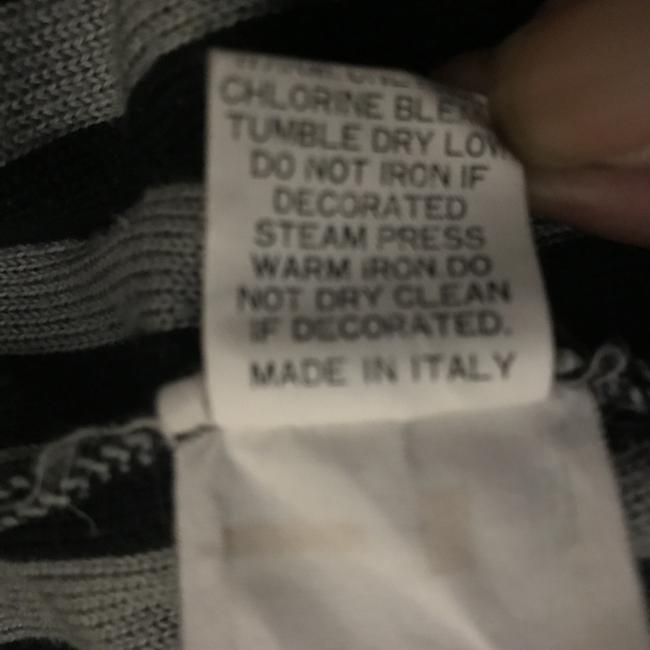 CHLORINE
TUMBLE DRY LOW
DO NOT IRON IF
DECORATED
STEAM PRESS
WARM IRON.DO
NOT DRY CLEAN
IF DECORATED.
MADE IN ITALY